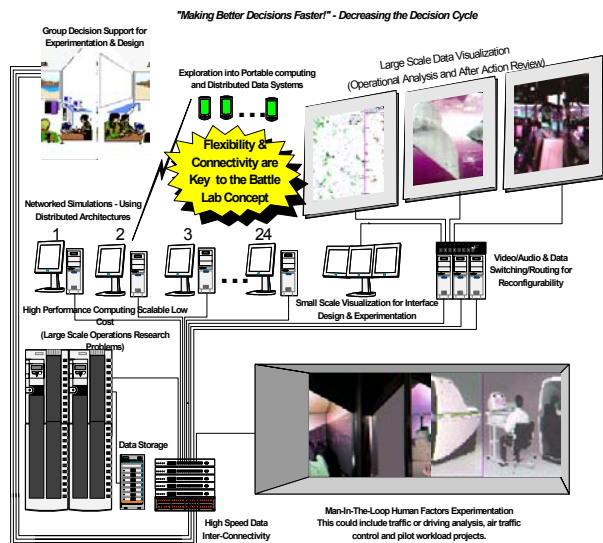 "Making Better Decisions Faster!" - Decreasing the Decision Cycle
Group Decision Support for
Experimentation & Design
Exploration into Portable computing
and Distributed Data Systems
Large Scale Data Visualization
(Operational Analysis and After Action Review)
Flexibility &
Connectivity are
Key to the Battle
Lab Concept
Networked Simulations - Using
Distributed Architectures
1 2 3 24
Video/Audio & Data
Switching/Routing for
Reconfigurability
Small Scale Visualization for Interface
Design & Experimentation
High Performance Computing Scalable Low
Cost
(Large Scale Operations Research
Problems)
Data Storage
High Speed Data
Inter-Connectivity
Man-In-The-Loop Human Factors Experimentation
This could include traffic or driving analysis, air traffic
control and pilot workload projects.